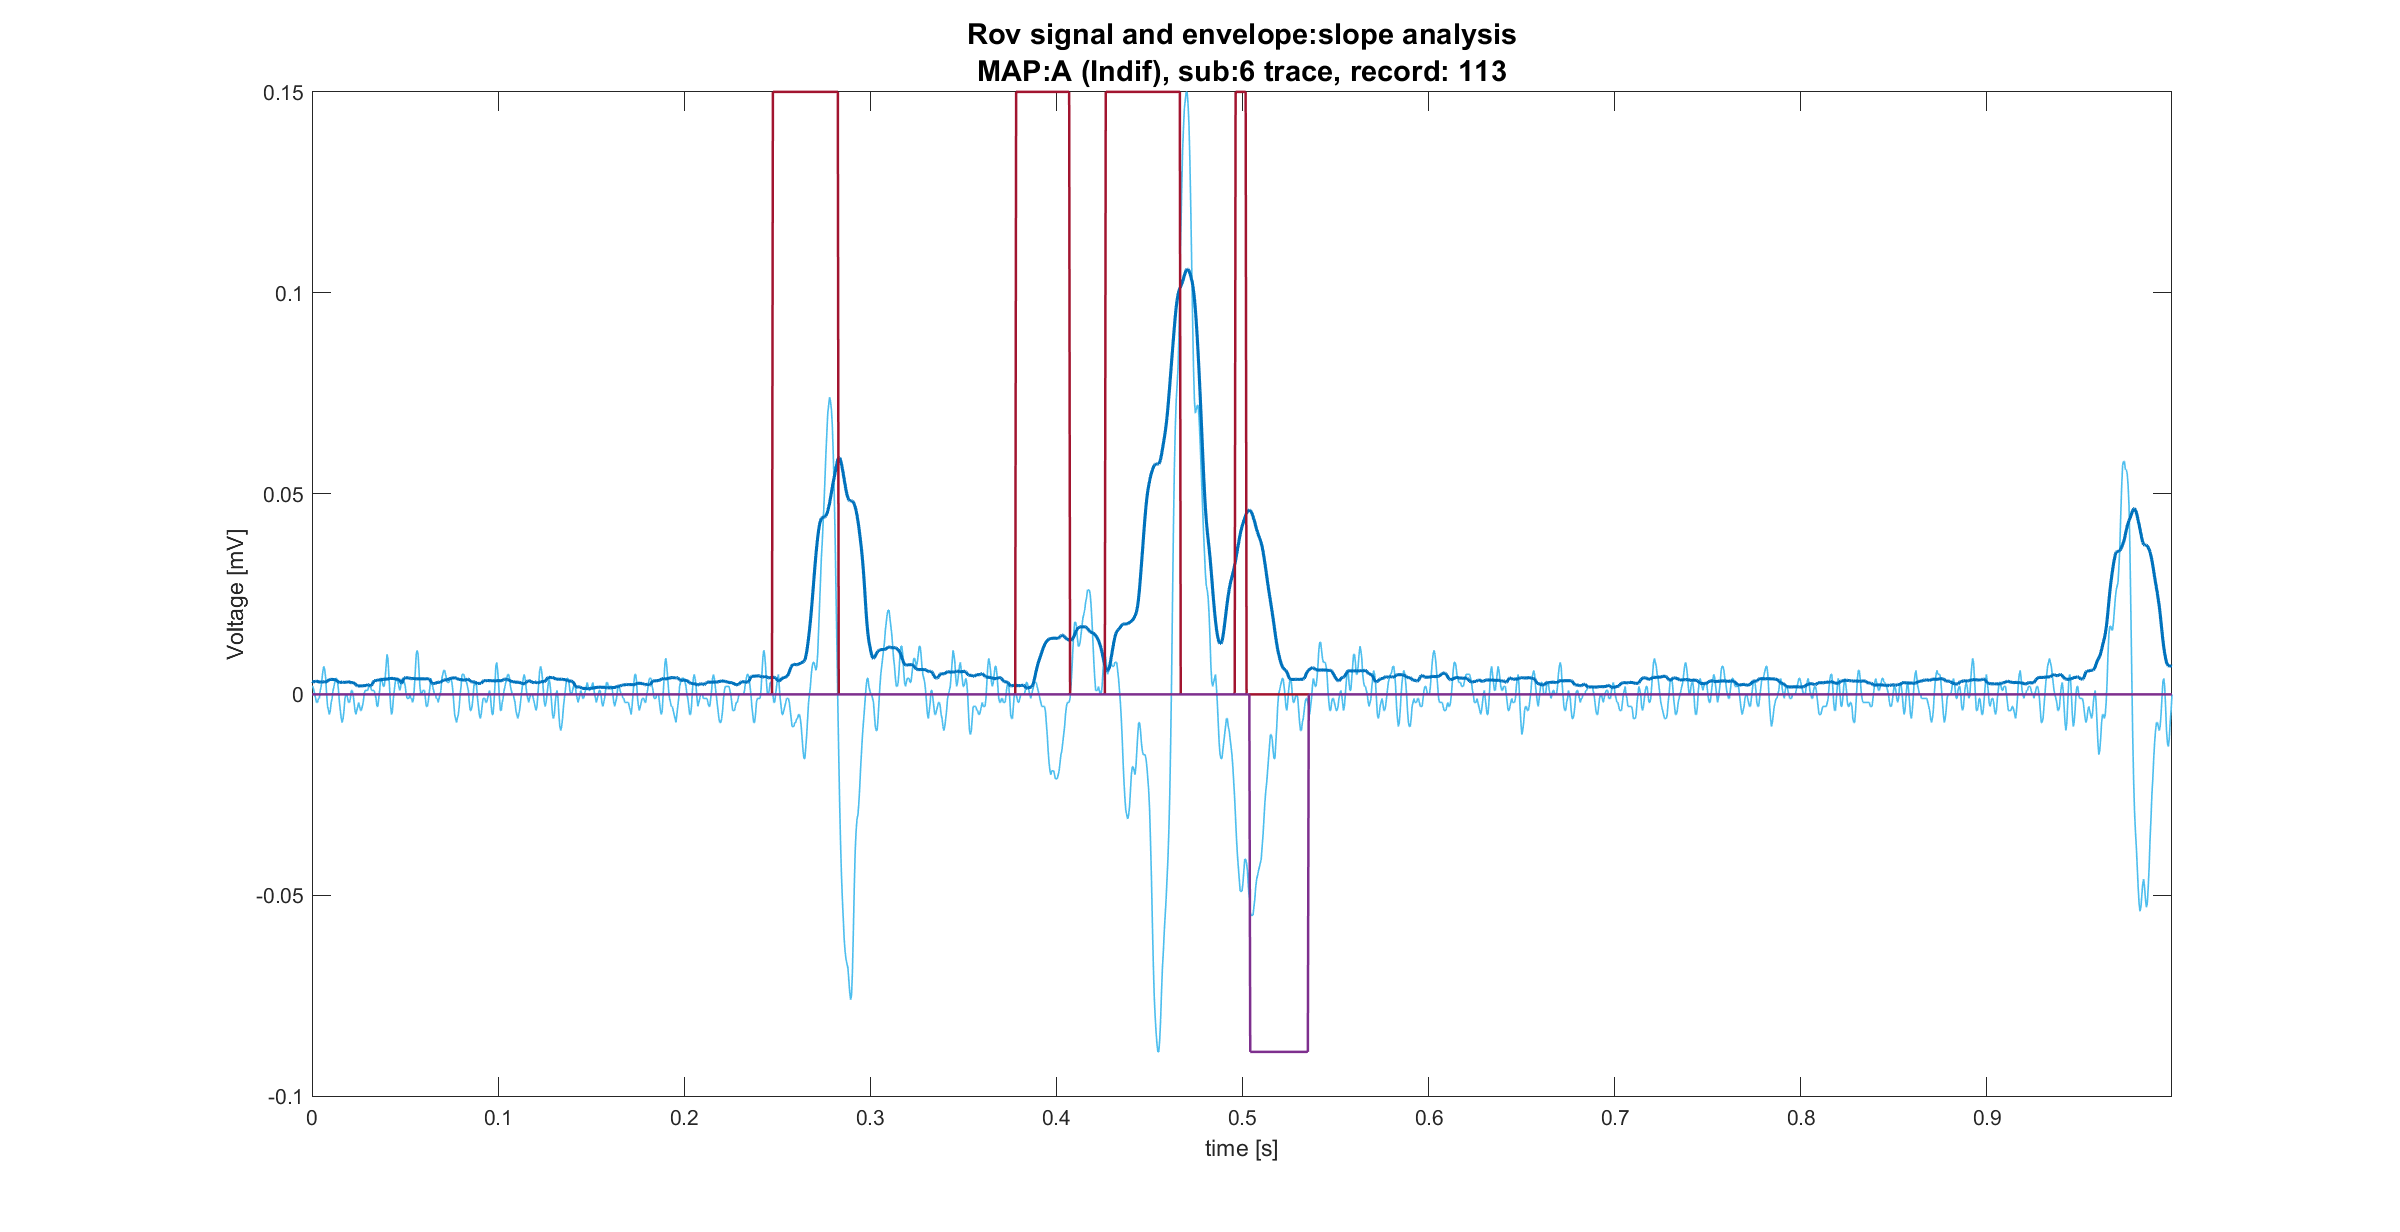 Rov signal and envelope:slope analysis
MAP:A (Indif), sub:6 trace, record: 113
0.15
0.1
0.05
0
-0.05
-0.1
Voltage [mV]
0 0.1 0.2 0.3 0.4 0.5 0.6 0.7 0.8 0.9
time [s]